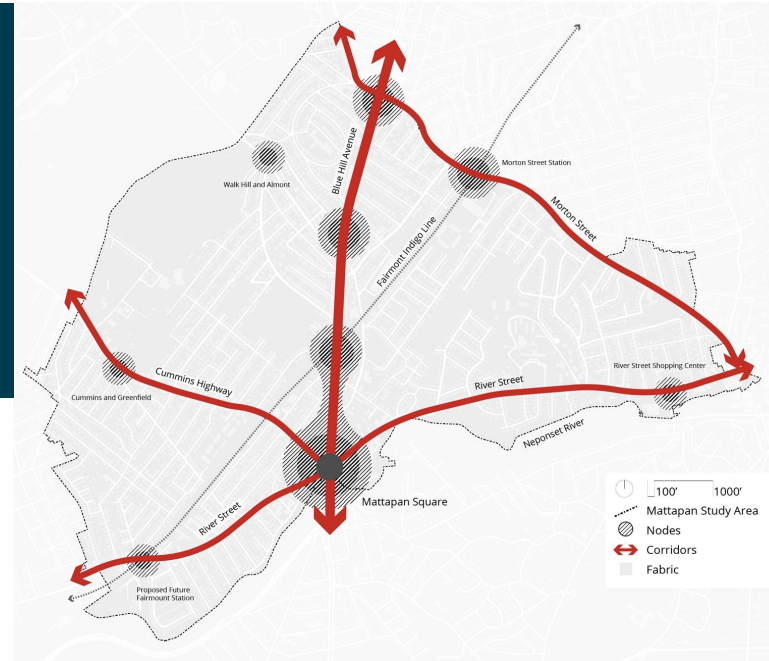 Blue Hill Avenue
Walk Hill and Almont
Morton Street Station
Morton Street
Fairmont Indigo Line
Cummins Highway
Cummins and Greenfield
River Street
River Street Shopping Center
Neponset River
Mattapan Square
River Street
Proposed Future
Fairmount Station
100' 1000'
Mattapan Study Area
Nodes
Corridors
Fabric